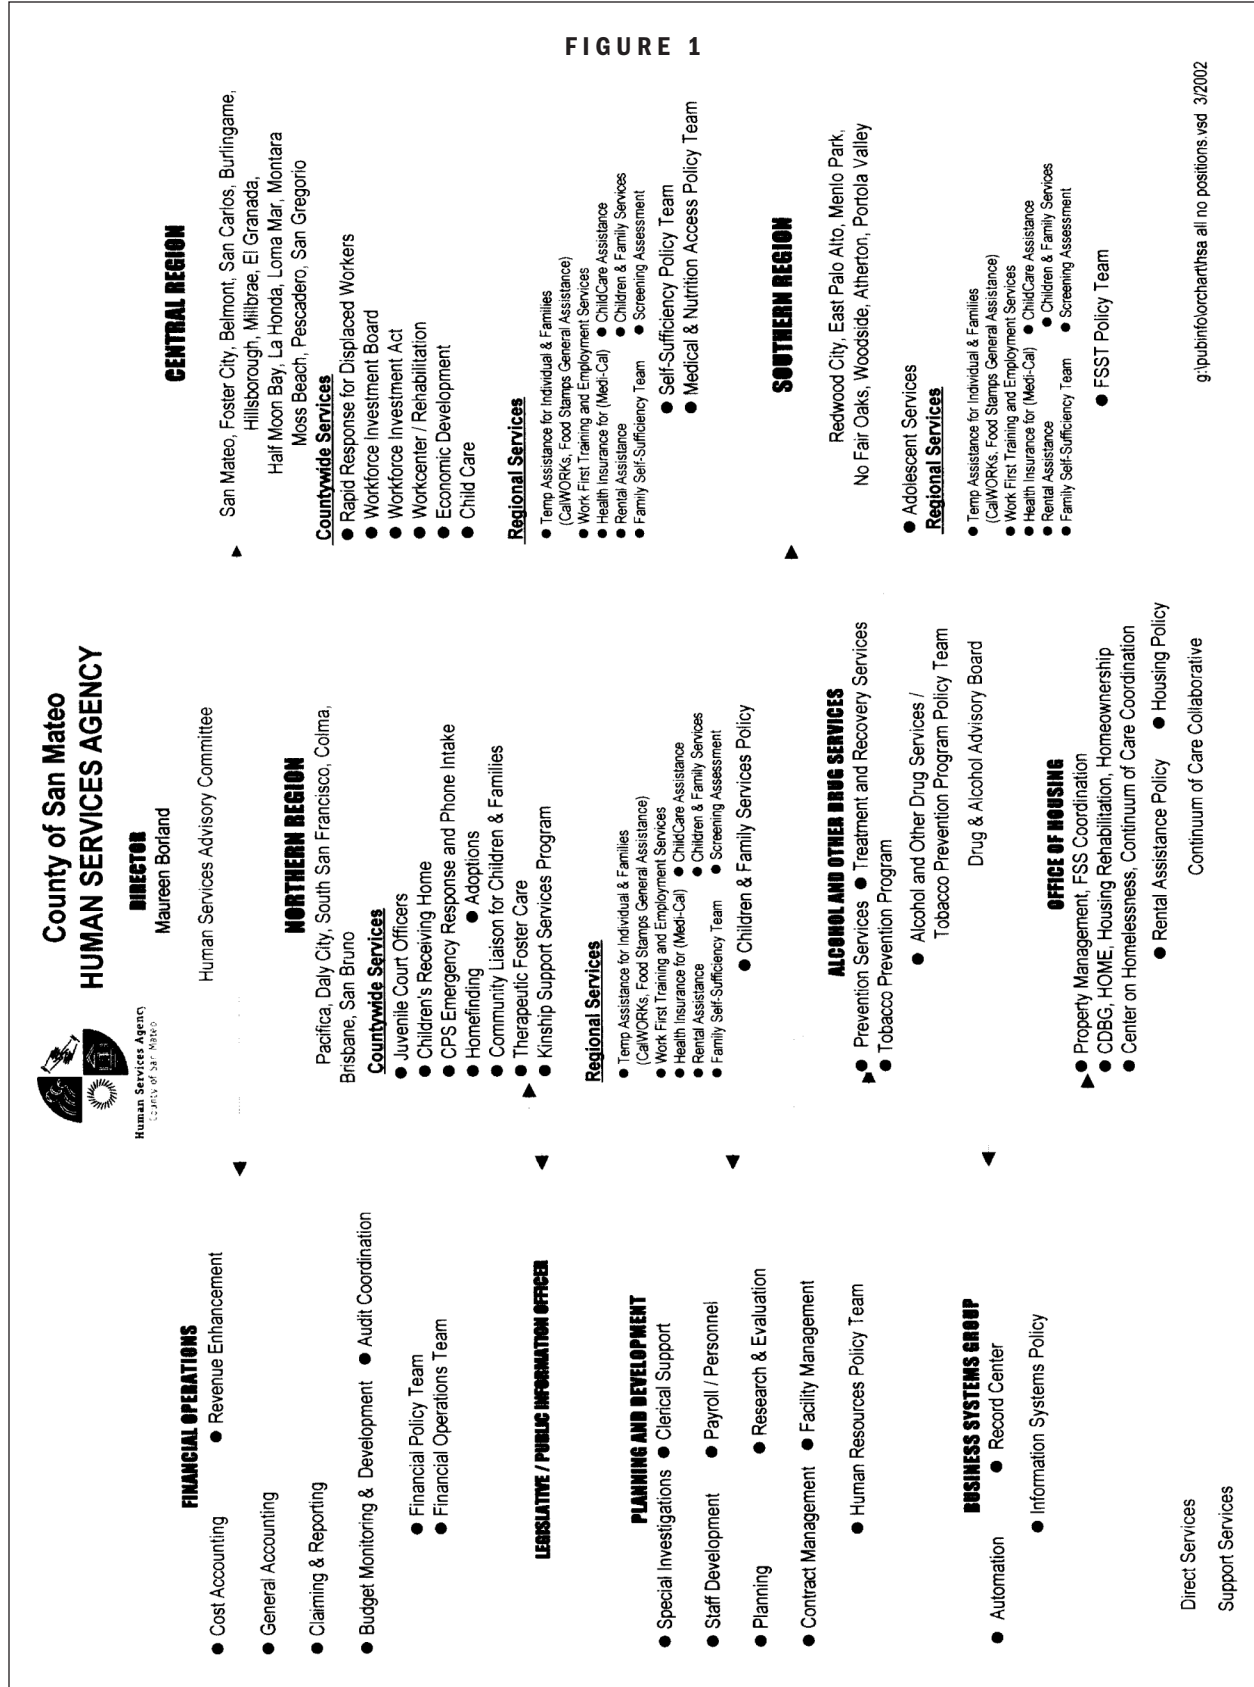 FIGURE 1
County of San Mateo
HUMAN SERVICES AGENCY
Human Services Agency
County of San Mateo
DIRECTOR
Maureen Borland
Human Services Advisory Committee
FINANCIAL OPERATIONS
● Cost Accounting ● Revenue Enhancement
● General Accounting
● Claiming & Reporting
● Budget Monitoring & Development ● Audit Coordination
● Financial Policy Team
● Financial Operations Team
LEGISLATIVE / PUBLIC INFORMATION OFFICER
PLANNING AND DEVELOPMENT
● Special Investigations ● Clerical Support
● Staff Development ● Payroll / Personnel
● Planning ● Research & Evaluation
● Contract Management ● Facility Management
● Human Resources Policy Team
BUSINESS SYSTEMS GROUP
● Automation ● Record Center
● Information Systems Policy
Direct Services
Support Services
NORTHERN REGION
Pacifica, Daly City, South San Francisco, Colma,
Brisbane, San Bruno
Countywide Services
● Juvenile Court Officers
● Children's Receiving Home
● CPS Emergency Response and Phone Intake
● Homefinding ● Adoptions
● Community Liaison for Children & Families
● Therapeutic Foster Care
● Kinship Support Services Program
Regional Services
● Temp Assistance for Individual & Families
(CalWORKs, Food Stamps General Assistance)
● Work First Training and Employment Services
● Health Insurance for (Medi-Cal) ● ChildCare Assistance
● Rental Assistance ● Children & Family Services
● Family Self-Sufficiency Team ● Screening Assessment
● Children & Family Services Policy
ALCOHOL AND OTHER DRUG SERVICES
● Prevention Services ● Treatment and Recovery Services
● Tobacco Prevention Program
● Alcohol and Other Drug Services /
Tobacco Prevention Program Policy Team
Drug & Alcohol Advisory Board
OFFICE OF HOUSING
● Property Management, FSS Coordination
● CDBG, HOME, Housing Rehabilitation, Homeownership
● Center on Homelessness, Continuum of Care Coordination
● Rental Assistance Policy ● Housing Policy
Continuum of Care Collaborative
CENTRAL REGION
San Mateo, Foster City, Belmont, San Carlos, Burlingame,
Hillsborough, Millbrae, El Granada,
Half Moon Bay, La Honda, Loma Mar, Montara
Moss Beach, Pescadero, San Gregorio
Countywide Services
● Rapid Response for Displaced Workers
● Workforce Investment Board
● Workforce Investment Act
● Workcenter / Rehabilitation
● Economic Development
● Child Care
Regional Services
● Temp Assistance for Individual & Families
(CalWORKs, Food Stamps General Assistance)
● Work First Training and Employment Services
● Health Insurance for (Medi-Cal) ● ChildCare Assistance
● Rental Assistance ● Children & Family Services
● Family Self-Sufficiency Team ● Screening Assessment
● Self-Sufficiency Policy Team
● Medical & Nutrition Access Policy Team
SOUTHERN REGION
Redwood City, East Palo Alto, Menlo Park,
No Fair Oaks, Woodside, Atherton, Portola Valley
● Adolescent Services
Regional Services
● Temp Assistance for Individual & Families
(CalWORKs, Food Stamps General Assistance)
● Work First Training and Employment Services
● Health Insurance for (Medi-Cal) ● ChildCare Assistance
● Rental Assistance ● Children & Family Services
● Family Self-Sufficiency Team ● Screening Assessment
● FSST Policy Team
g:\pubinfo\orchart\hsa all no positions.vsd 3/2002